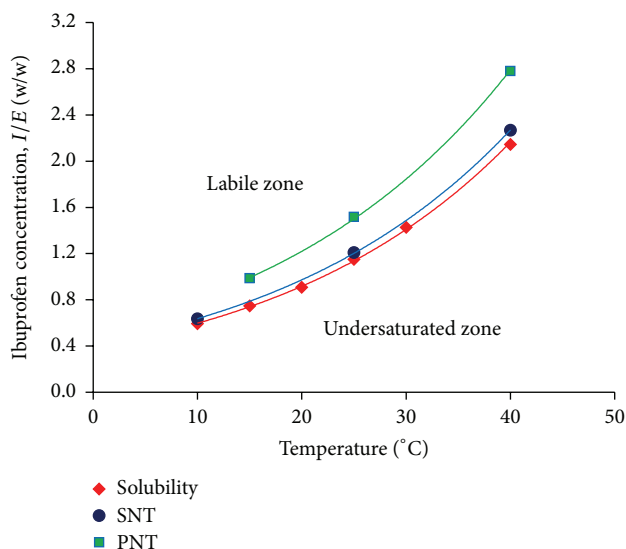 3.2
2.8
2.4
2.0
1.6
1.2
0.8
0.4
0.0
Ibuprofen concentration, I/E (w/w)
Labile zone
Undersaturated zone
0
10
20
30
40
50
Temperature (°C)
Solubility
SNT
PNT